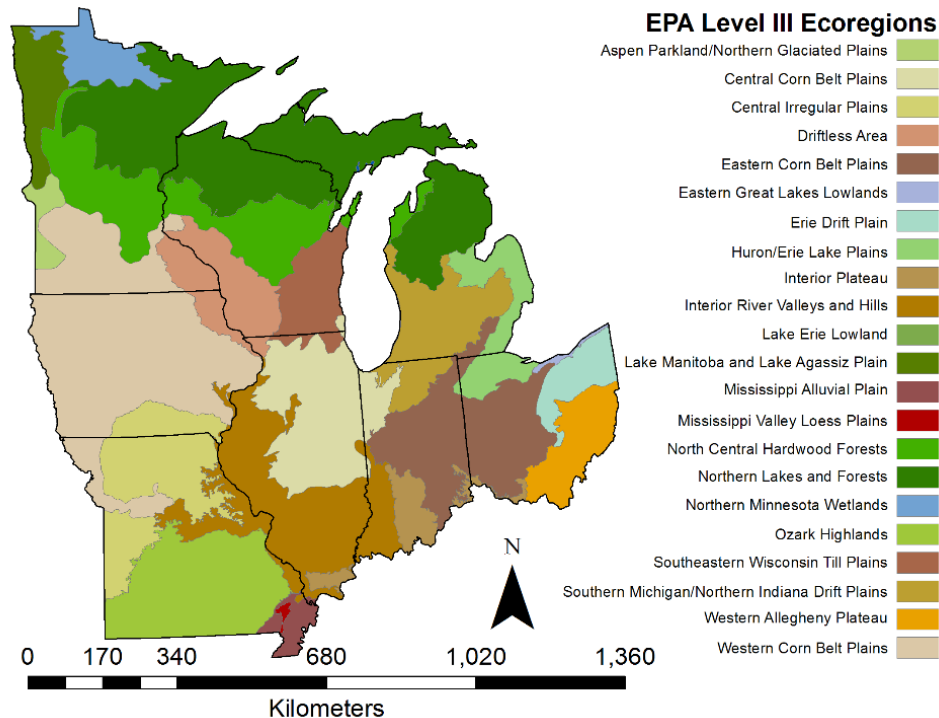 EPA Level III Ecoregions
Aspen Parkland/Northern Glaciated Plains
Central Corn Belt Plains
Central Irregular Plains
Driftless Area
Eastern Corn Belt Plains
Eastern Great Lakes Lowlands
Erie Drift Plain
Huron/Erie Lake Plains
Interior Plateau
Interior River Valleys and Hills
Lake Erie Lowland
Lake Manitoba and Lake Agassiz Plain
Mississippi Alluvial Plain
Mississippi Valley Loess Plains
North Central Hardwood Forests
Northern Lakes and Forests
Northern Minnesota Wetlands
Ozark Highlands
Southeastern Wisconsin Till Plains
Southern Michigan/Northern Indiana Drift Plains
Western Allegheny Plateau
Western Corn Belt Plains
N
0 170 340 680 1,020 1,360
Kilometers